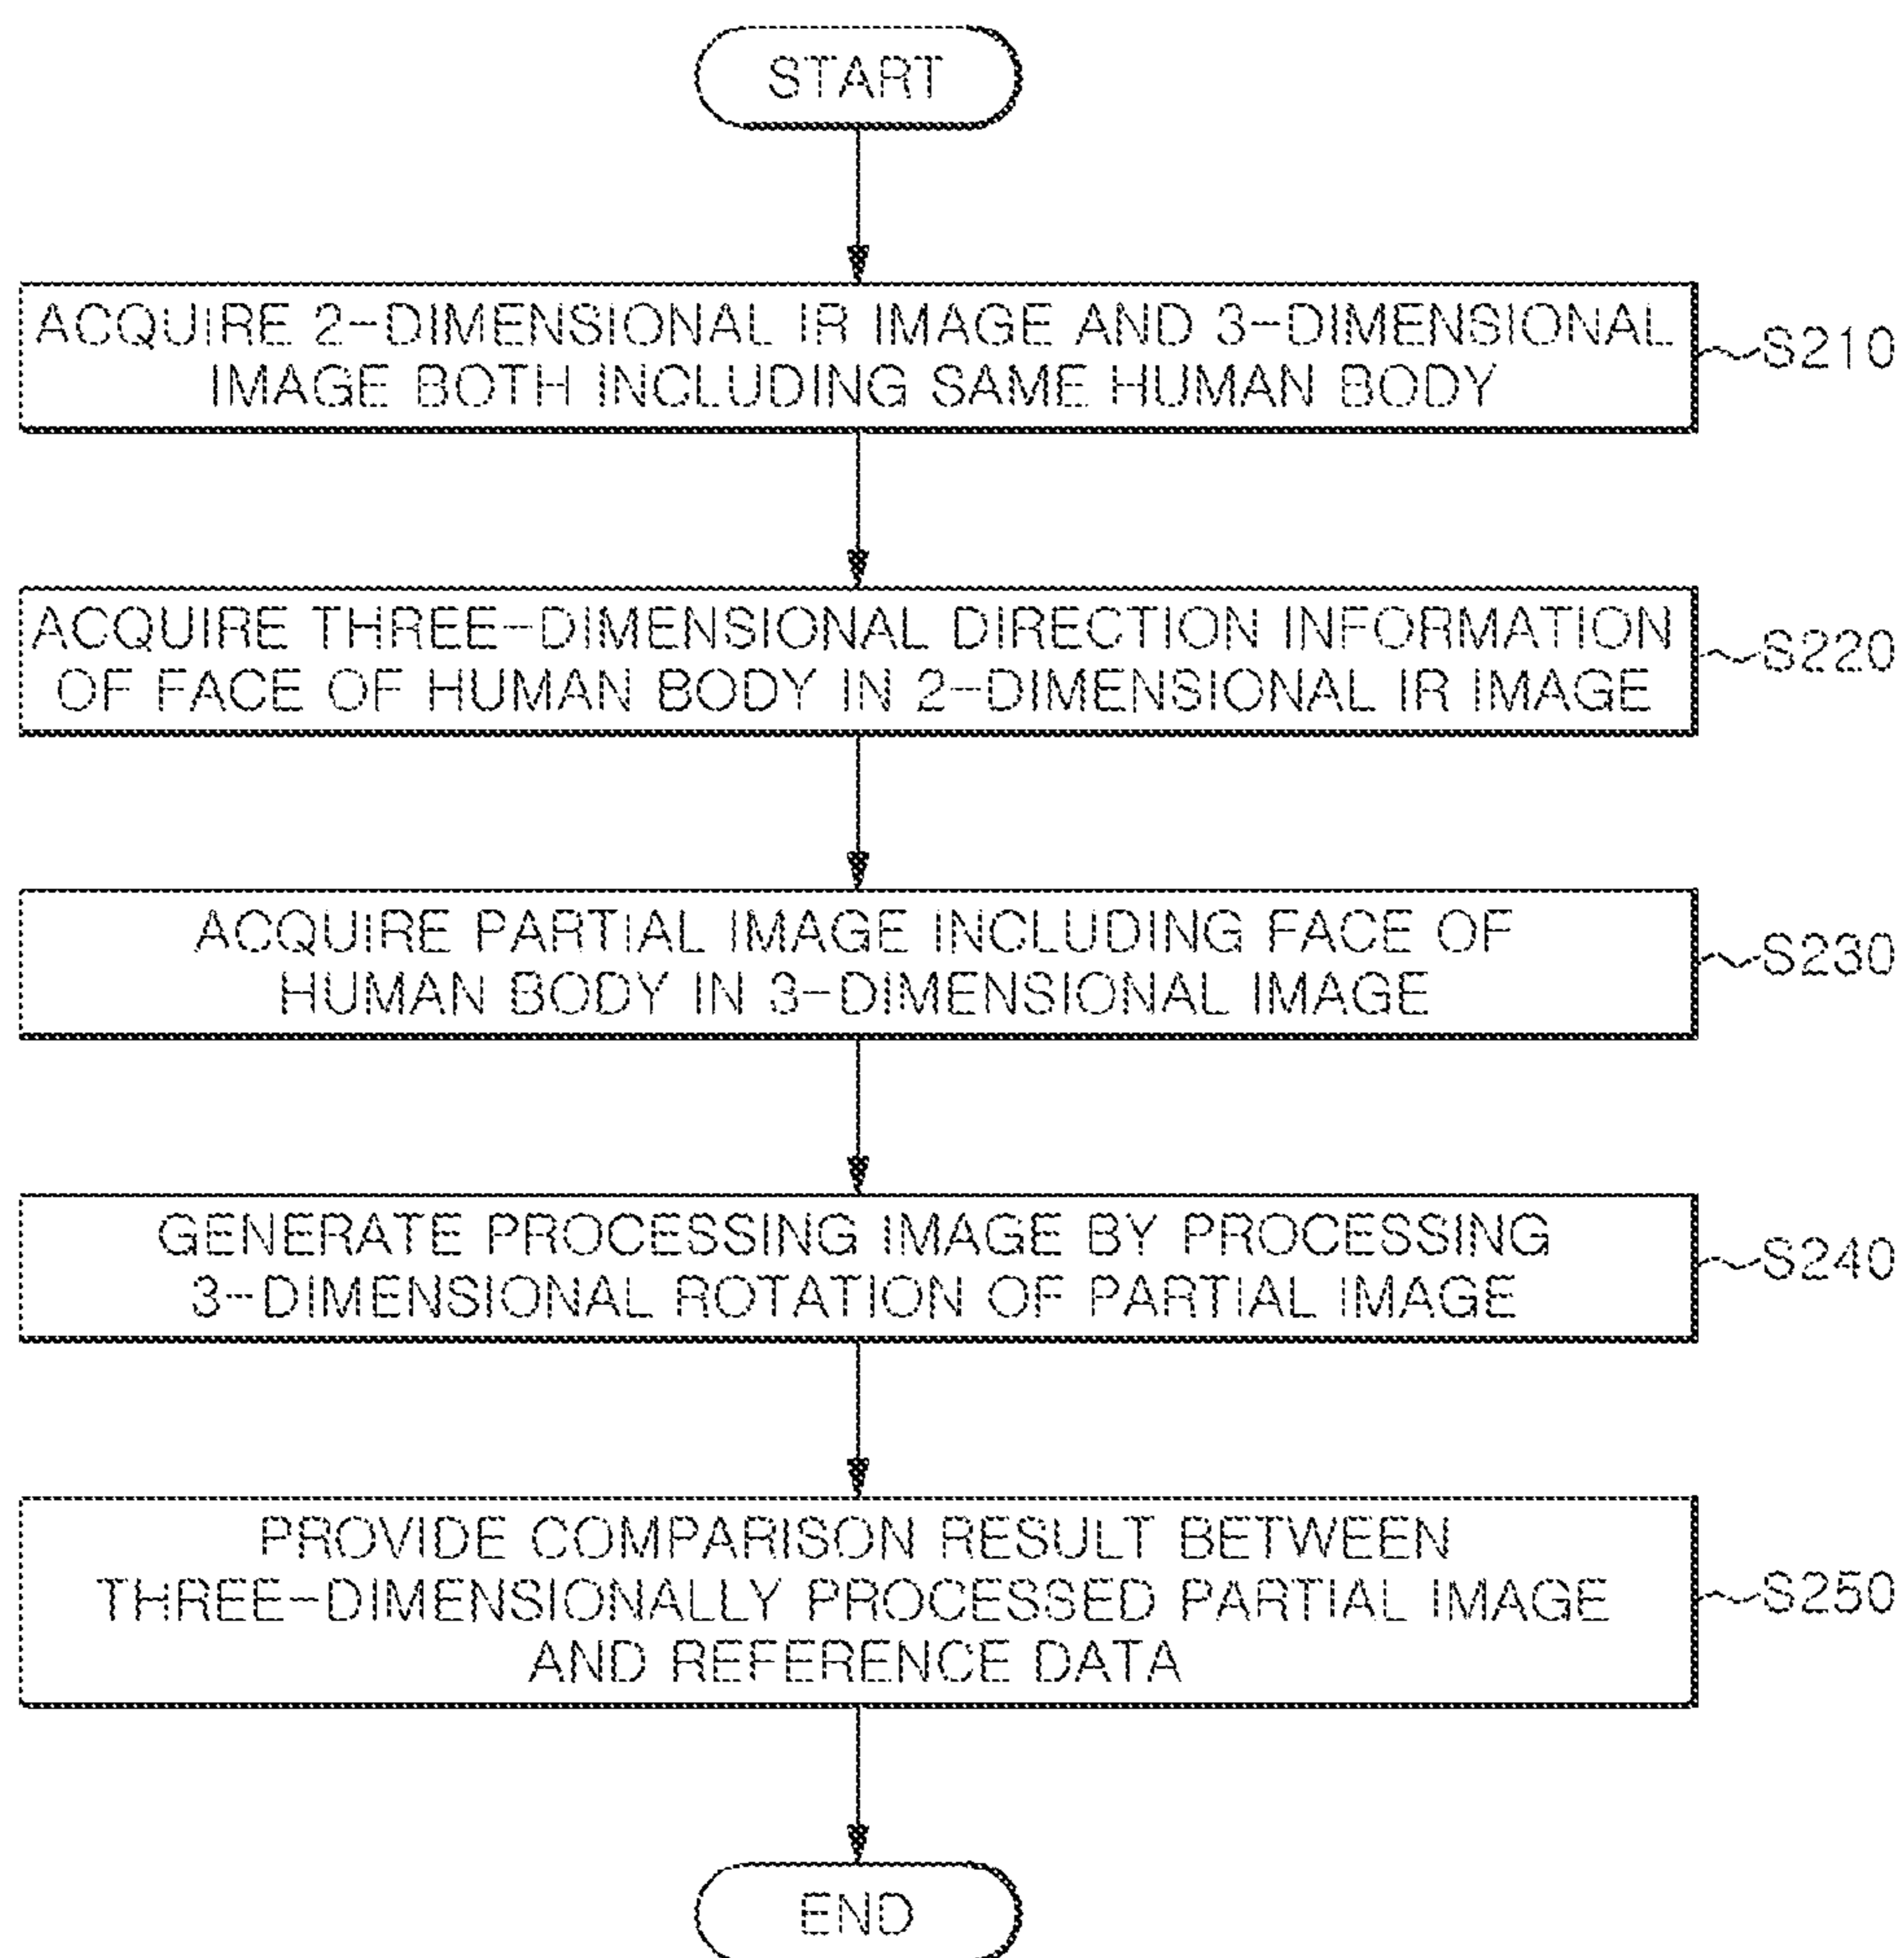 START
ACQUIRE 2-DIMENSIONAL IR IMAGE AND 3-DIMENSIONAL
IMAGE BOTH INCLUDING SAME HUMAN BODY
S210
ACQUIRE THREE-DIMENSIONAL DIRECTION INFORMATION
OF FACE OF HUMAN BODY IN 2-DIMENSIONAL IR IMAGE
S220
ACQUIRE PARTIAL IMAGE INCLUDING FACE OF
HUMAN BODY IN 3-DIMENSIONAL IMAGE
S230
GENERATE PROCESSING IMAGE BY PROCESSING
3-DIMENSIONAL ROTATION OF PARTIAL IMAGE
S240
PROVIDE COMPARISON RESULT BETWEEN
THREE-DIMENSIONALLY PROCESSED PARTIAL IMAGE
AND REFERENCE DATA
S250
END